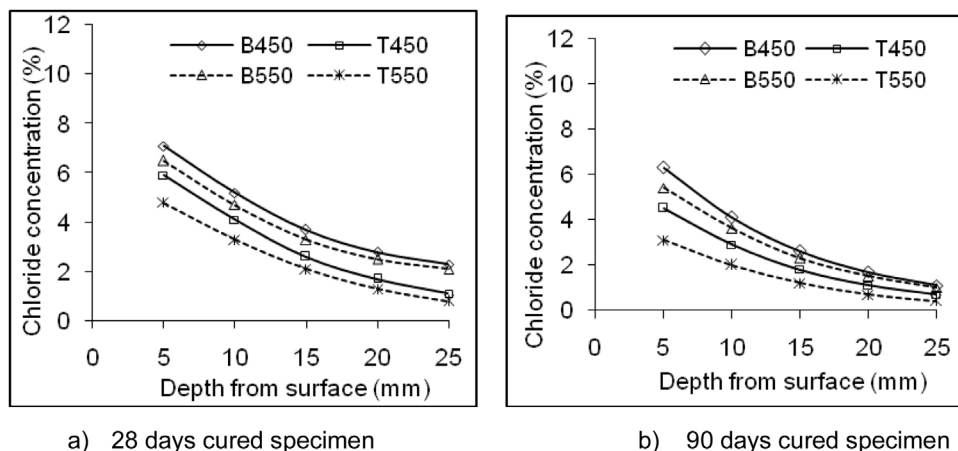 12
10
8
6
4
2
0
Chloride concentration (%)
B450 T450
B550 T550
0 5 10 15 20 25
Depth from surface (mm)
a) 28 days cured specimen
12
10
8
6
4
2
0
Chloride concentration (%)
B450 T450
B550 T550
0 5 10 15 20 25
Depth from surface (mm)
b) 90 days cured specimen